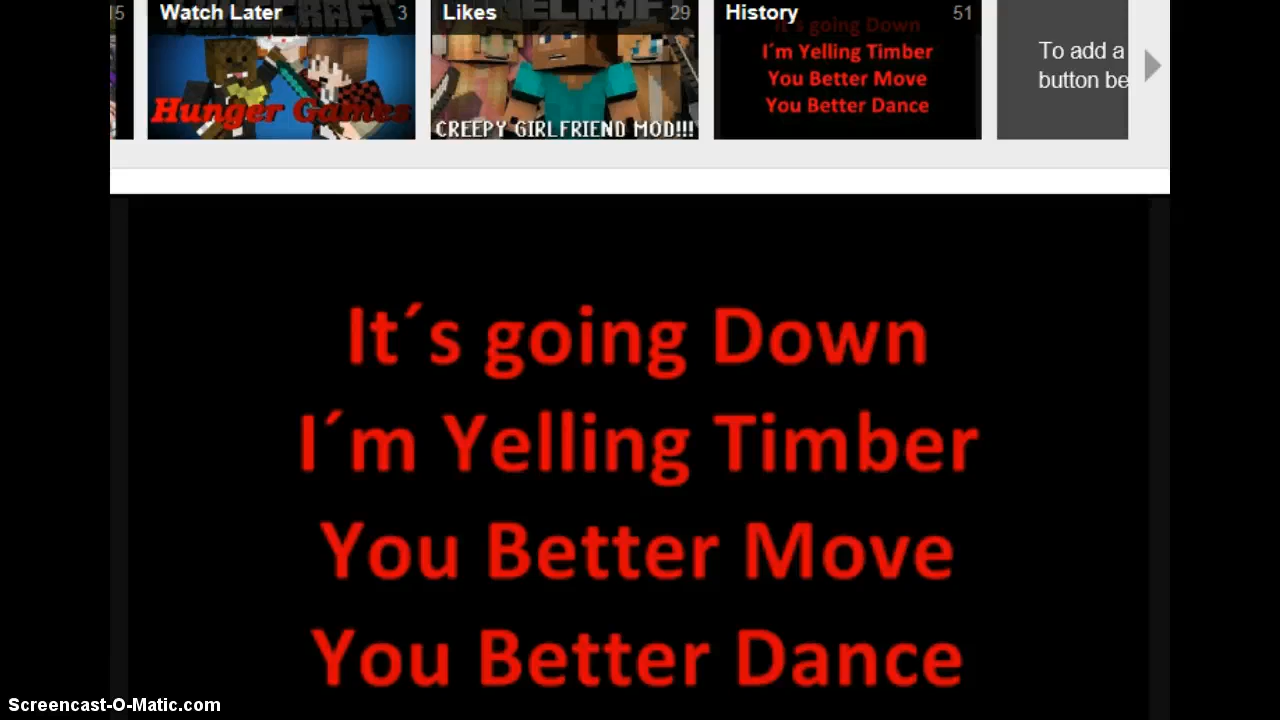 15
Watch Later 3
Likes 29
History 51
Hunger Games
CREEPY GIRLFRIEND MOD!!!
It's going Down
I´m Yelling Timber
You Better Move
You Better Dance
To add a
button be
It´s going Down
I´m Yelling Timber
You Better Move
You Better Dance
Screencast-O-Matic.com